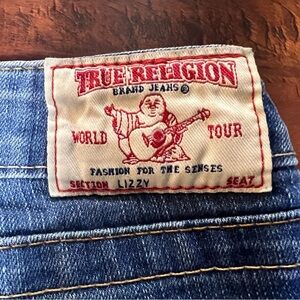 TRUE RELIGION
BRAND JEANS®
WORLD TOUR
FASHION FOR THE SENSES
SECTION LIZZY SEAT